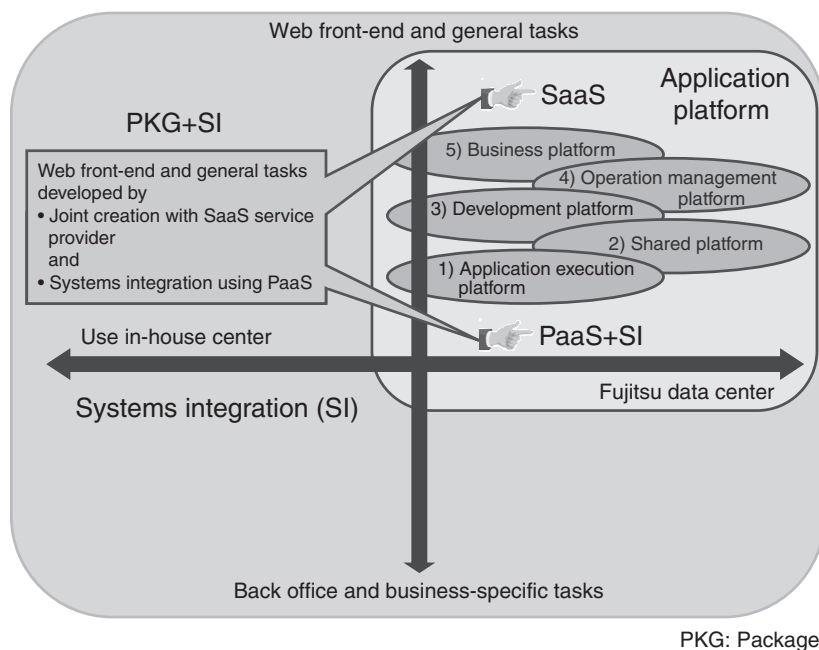 Web front-end and general tasks
Application
platform
SaaS
PKG+SI
Web front-end and general tasks
developed by
• Joint creation with SaaS service
provider
and
• Systems integration using PaaS
5) Business platform
4) Operation management
platform
3) Development platform
2) Shared platform
1) Application execution
platform
PaaS+SI
Use in-house center
Fujitsu data center
Systems integration (SI)
Back office and business-specific tasks
PKG: Package